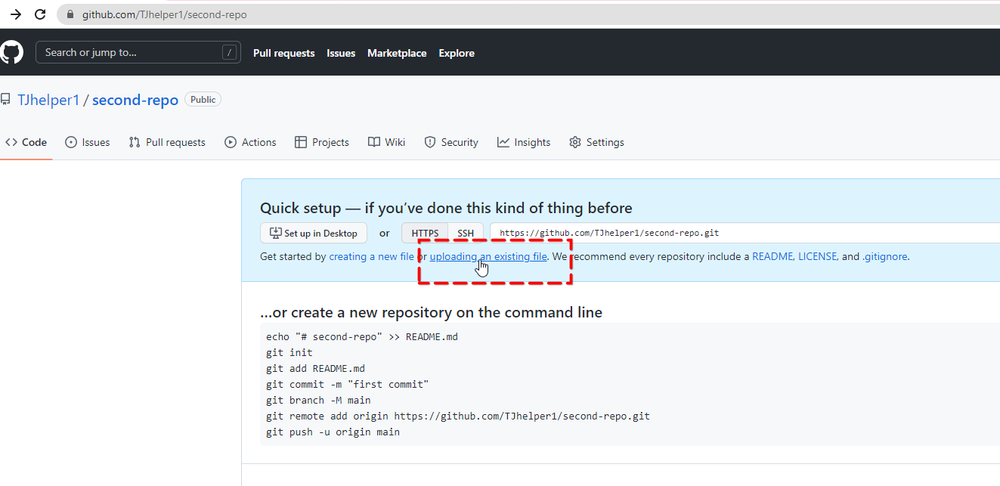 github.com/TJhelper1/second-repo
Search or jump to... / Pull requests Issues Marketplace Explore
TJhelper1 / second-repo Public
Code Issues Pull requests Actions Projects Wiki Security Insights Settings
Quick setup — if you’ve done this kind of thing before
Set up in Desktop or HTTPS SSH https://github.com/TJhelper1/second-repo.git
Get started by creating a new file or uploading an existing file. We recommend every repository include a README, LICENSE, and .gitignore.
…or create a new repository on the command line
echo "# second-repo" >> README.md
git init
git add README.md
git commit -m "first commit"
git branch -M main
git remote add origin https://github.com/TJhelper1/second-repo.git
git push -u origin main